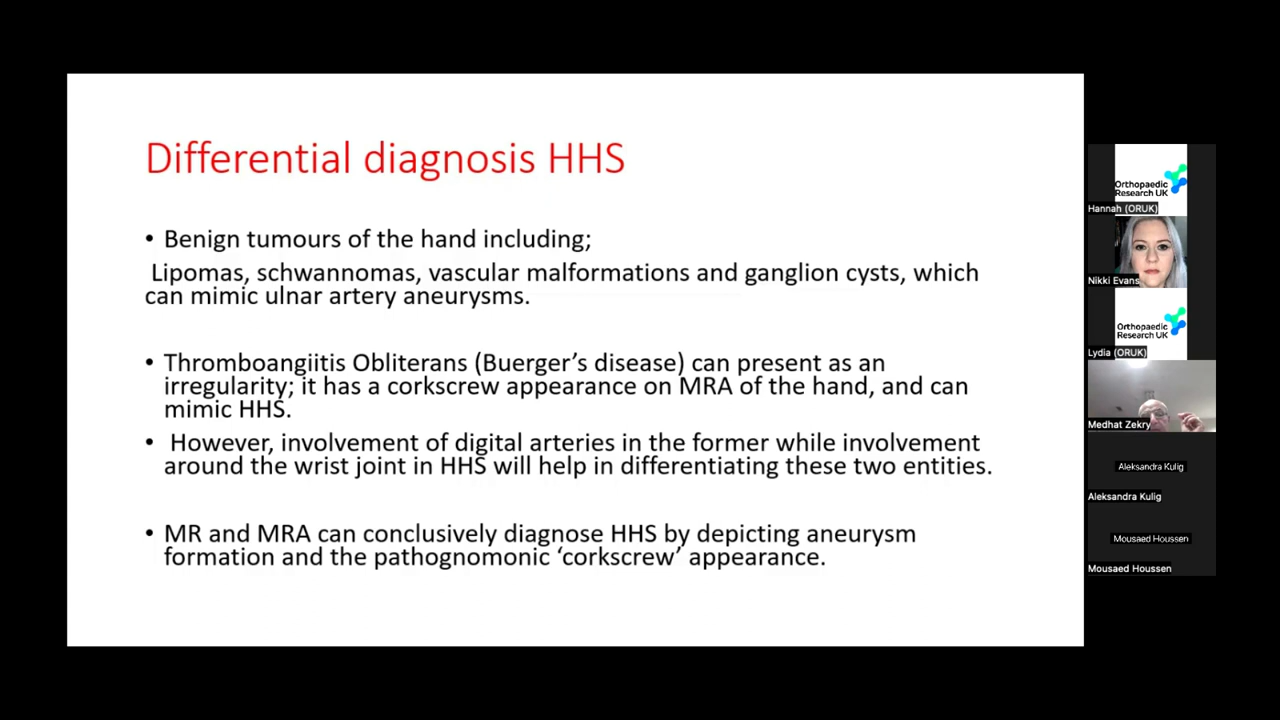 Differential diagnosis HHS
• Benign tumours of the hand including;
Lipomas, schwannomas, vascular malformations and ganglion cysts, which
can mimic ulnar artery aneurysms.
• Thromboangiitis Obliterans (Buerger’s disease) can present as an
irregularity; it has a corkscrew appearance on MRA of the hand, and can
mimic HHS.
• However, involvement of digital arteries in the former while involvement
around the wrist joint in HHS will help in differentiating these two entities.
• MR and MRA can conclusively diagnose HHS by depicting aneurysm
formation and the pathognomonic ‘corkscrew’ appearance.
Orthopaedic
Research UK
Hannah (ORUK)
Nikki Evans
Orthopaedic
Research UK
Lydia (ORUK)
Medhat Zekry
Aleksandra Kulig
Aleksandra Kulig
Mousaed Houssen
Mousaed Houssen